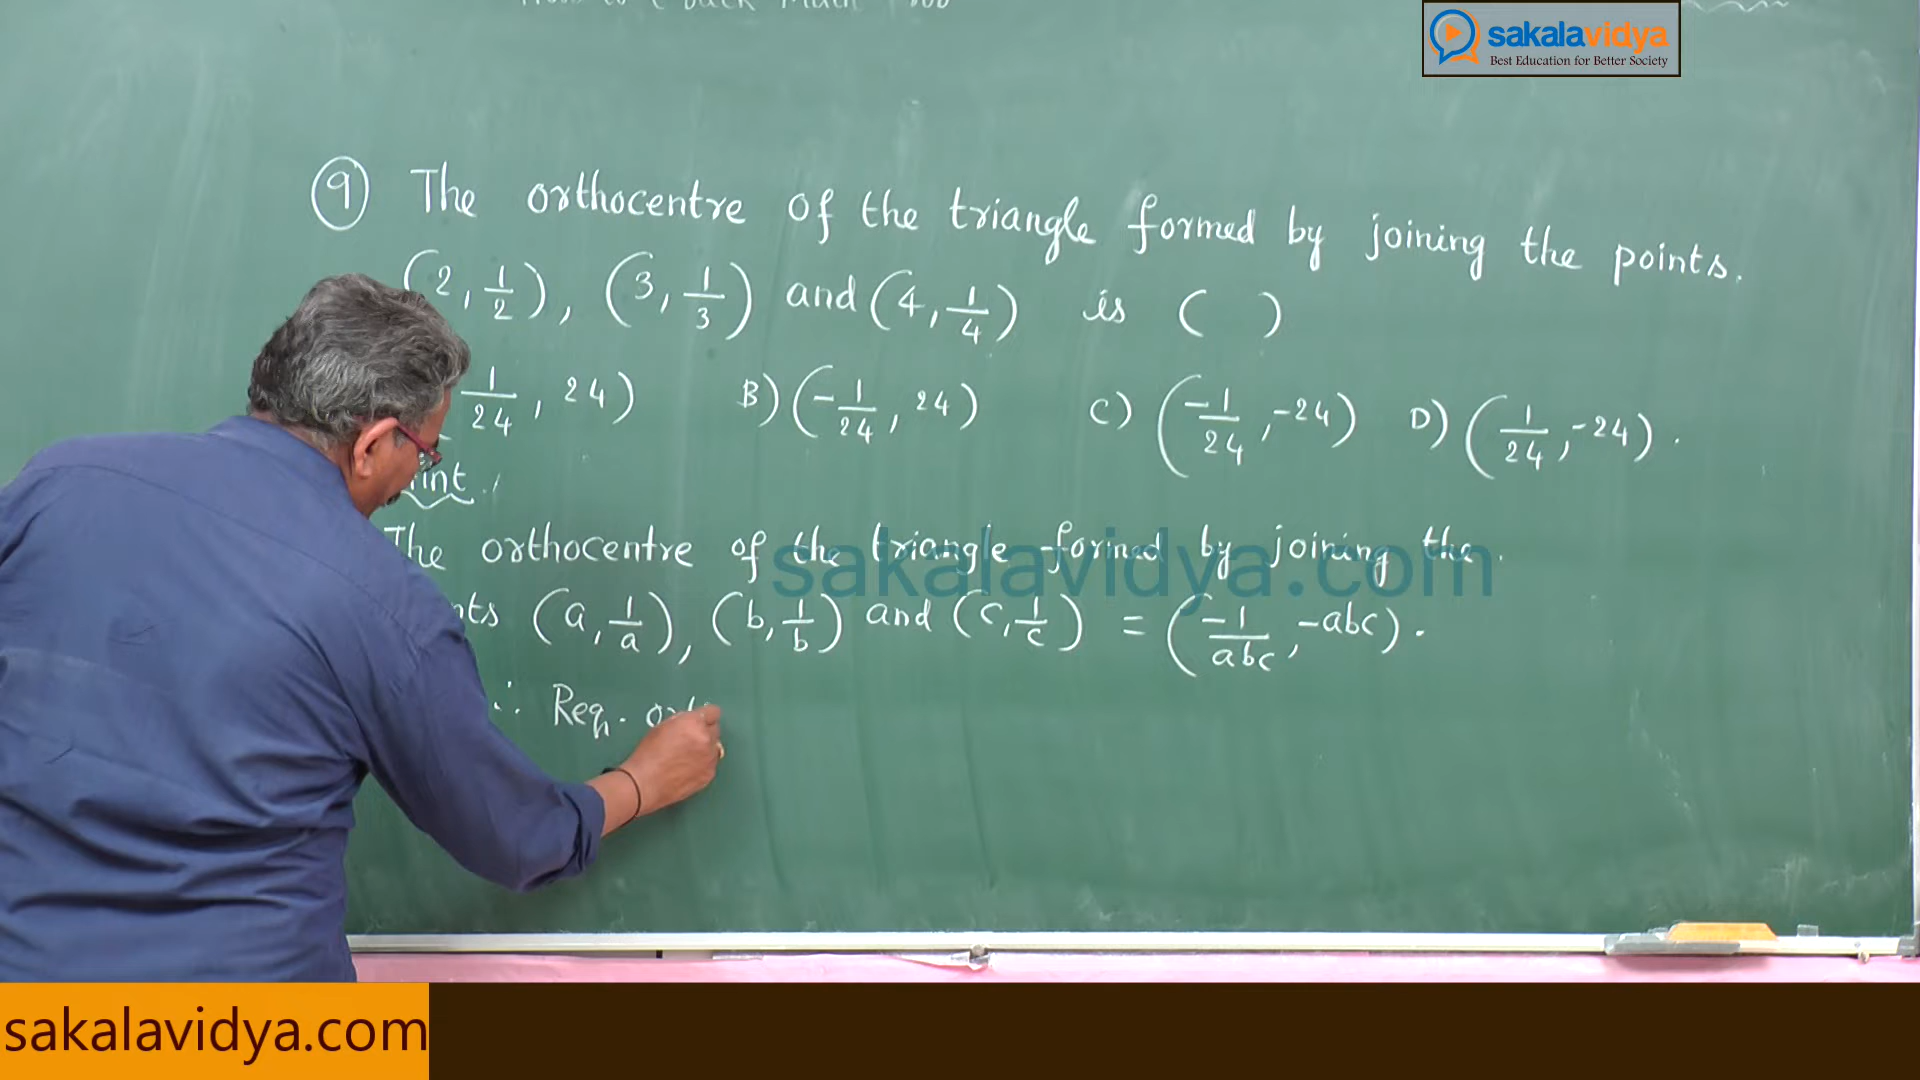 sakalavidya
Best Education for Better Society
9 The orthocentre of the triangle formed by joining the points.
(2, 1/2), (3, 1/3) and (4, 1/4) is ( )
1/24, 24) B) (-1/24, 24) C) (-1/24, -24) D) (1/24, -24).
The orthocentre of the triangle formed by joining the.
(a, 1/a), (b, 1/b) and (c, 1/c) = (-1/abc, -abc).
∴ Req.
sakalavidya.com
sakalavidya.com